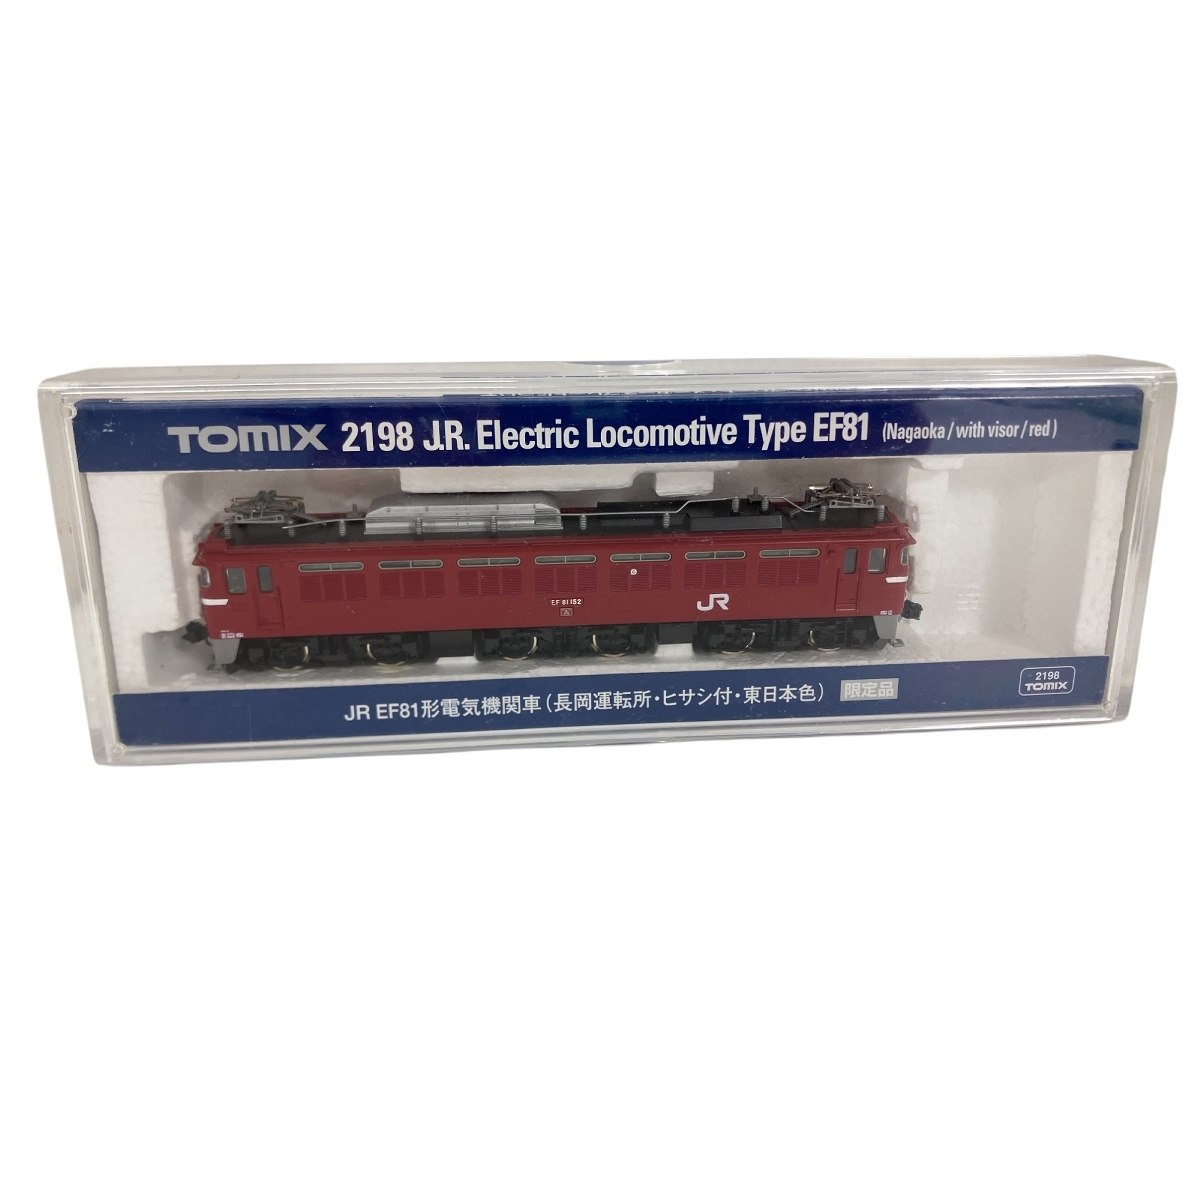 TOMIX 2198 J.R. Electric Locomotive Type EF81 (Nagaoka / with visor / red)
EF 81 152
JR
JR EF81形電気機関車(長岡運転所・ヒサシ付・東日本色) 限定品
2198
TOMIX